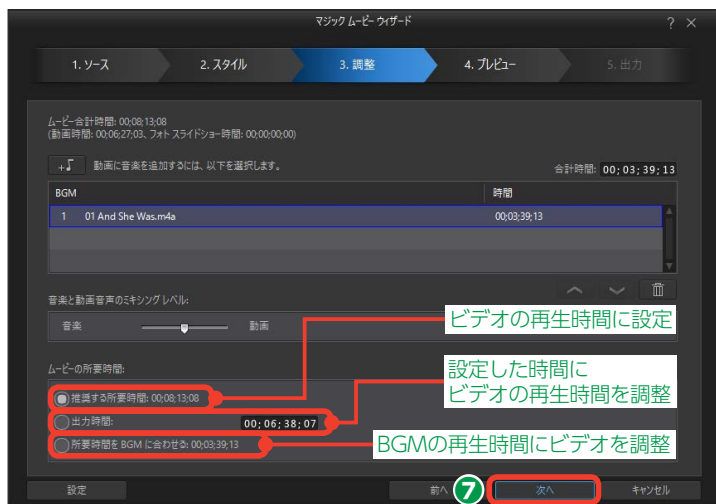 マジック ムービー ウィザード ? ×
1. ソース 2. スタイル 3. 調整 4. プレビュー 5. 出力
ムービー合計時間: 00;08;13;08
(動画時間: 00;06;27;03、フォト スライドショー時間: 00;00;00;00)
動画に音楽を追加するには、以下を選択します。 合計時間: 00;03;39;13
BGM 時間
1 01 And She Was.m4a 00;03;39;13
音楽と動画音声のミキシング レベル:
音楽 動画
ビデオの再生時間に設定
ムービーの所要時間:
設定した時間に
ビデオの再生時間を調整
推奨する所要時間: 00;08;13;08
出力時間: 00;06;38;07
所要時間を BGM に合わせる: 00;03;39;13
BGMの再生時間にビデオを調整
設定 前へ 7 次へ キャンセル